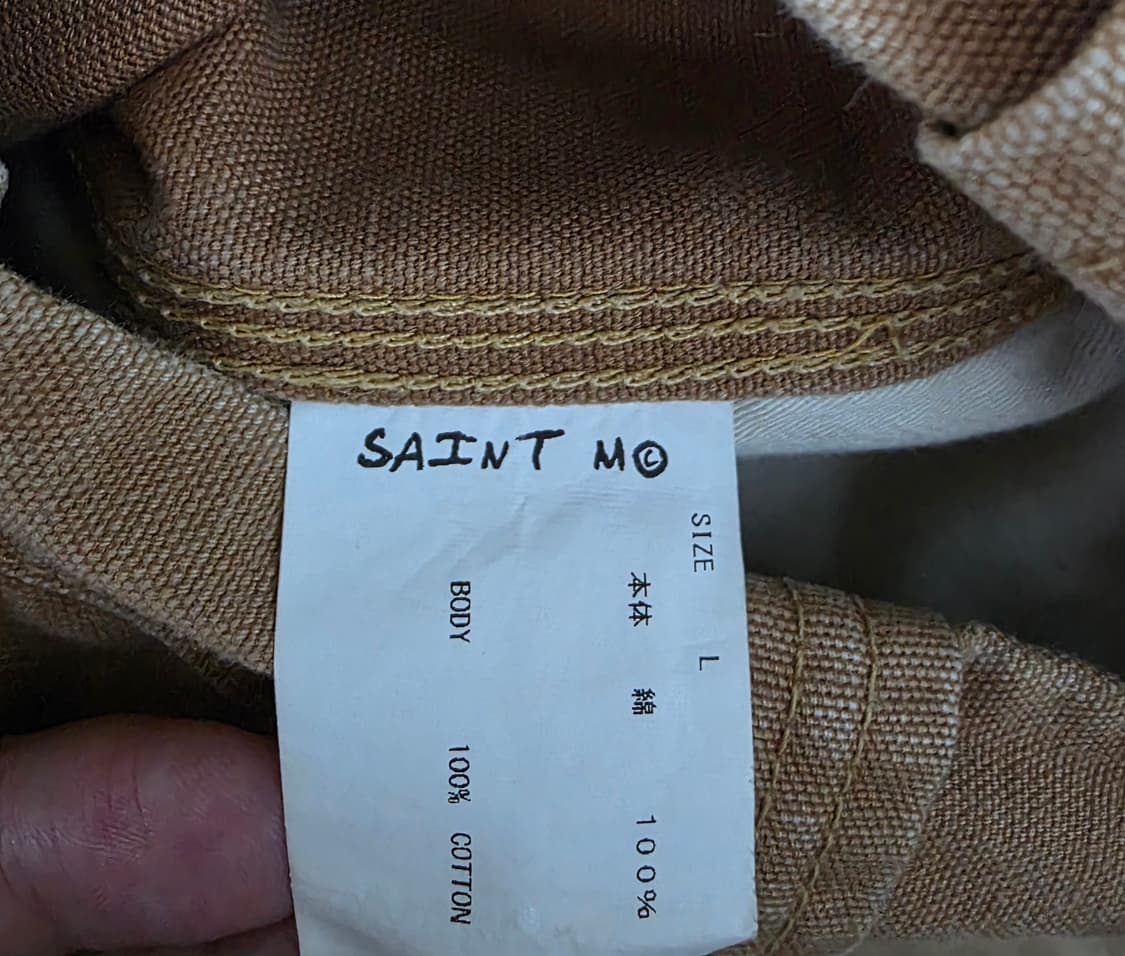 SAINT M©
SIZE L
本体 綿 100%
BODY 100% COTTON